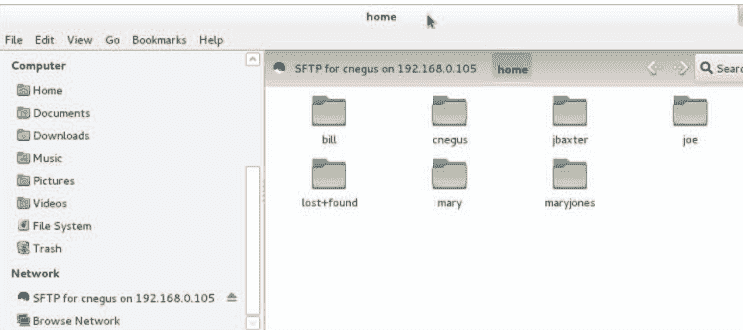 home
File Edit View Go Bookmarks Help
Computer
Home
Documents
Downloads
Music
Pictures
Videos
File System
Trash
Network
SFTP for cnegus on 192.168.0.105
Browse Network
SFTP for cnegus on 192.168.0.105 home Searc
bill cnegus jbaxter joe
lost+found mary maryjones